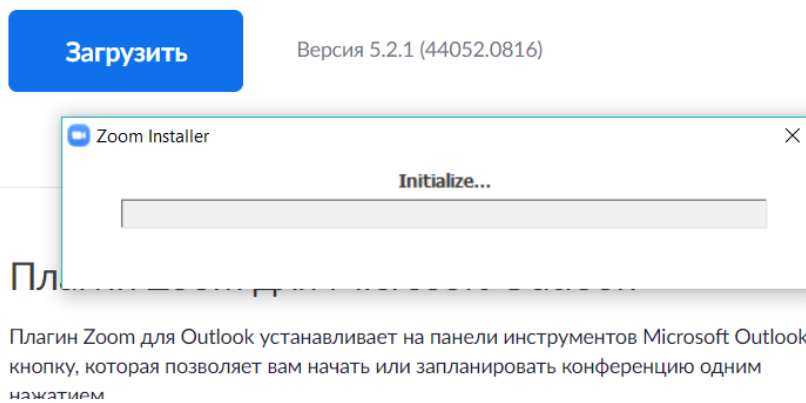 Загрузить
Версия 5.2.1 (44052.0816)
Zoom Installer
Initialize...
Плагин Zoom для Outlook устанавливает на панели инструментов Microsoft Outlook
кнопку, которая позволяет вам начать или запланировать конференцию одним
нажатием